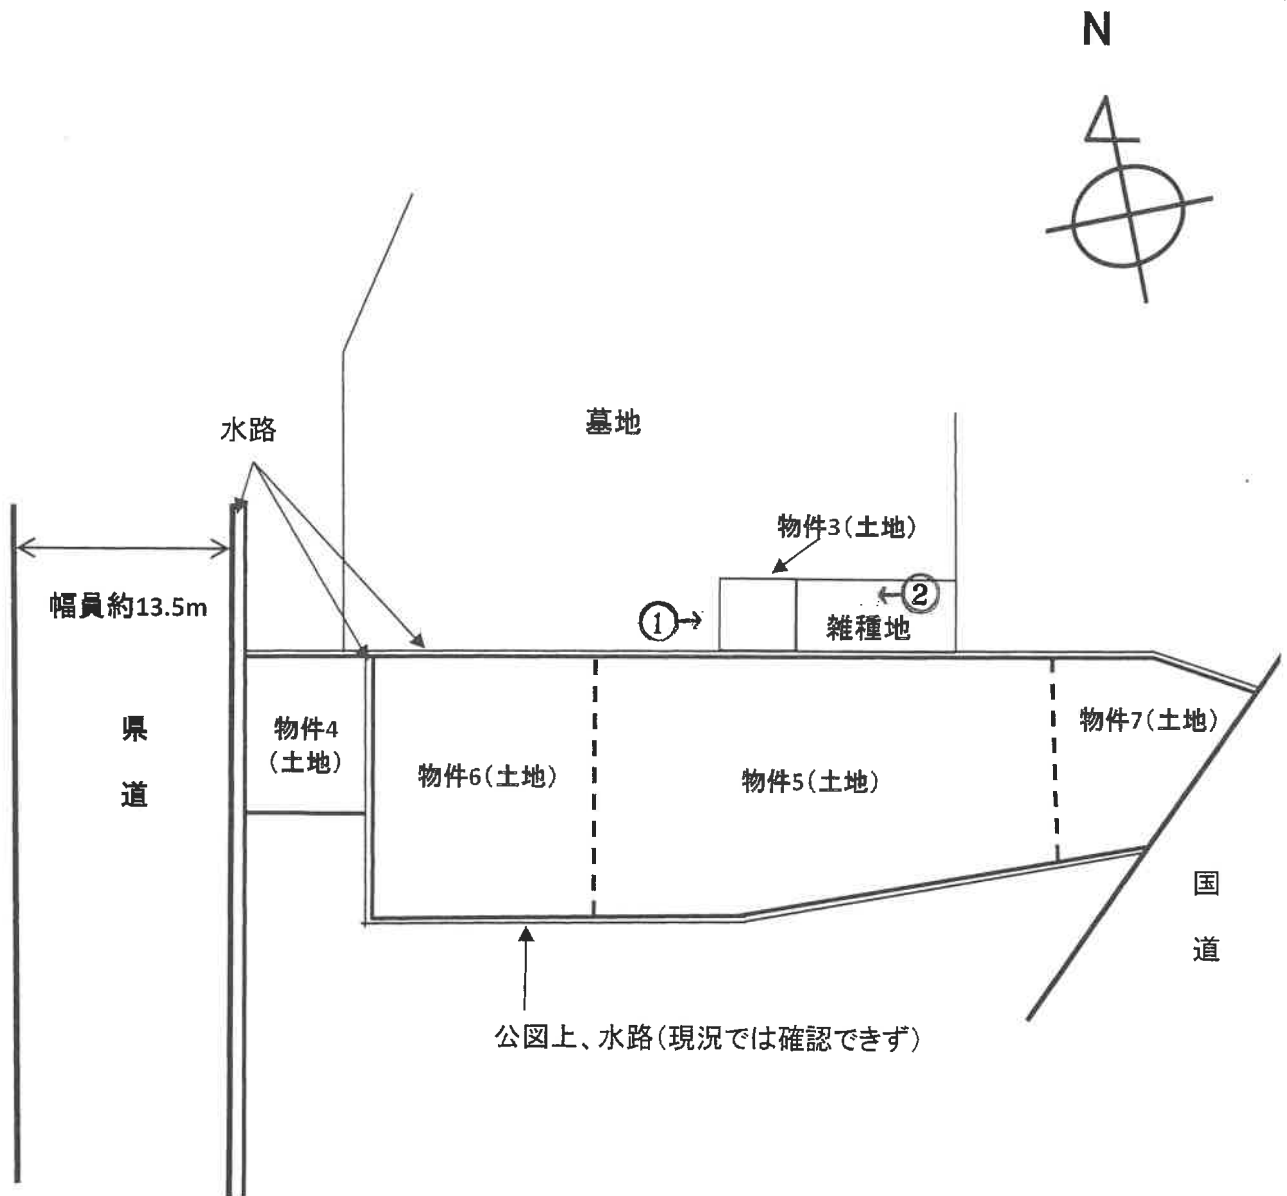 N
水路
墓地
物件3(土地)
幅員約13.5m
①
②
雑種地
県
道
物件4
(土地)
物件6(土地)
物件5(土地)
物件7(土地)
国
道
公図上、水路(現況では確認できず)